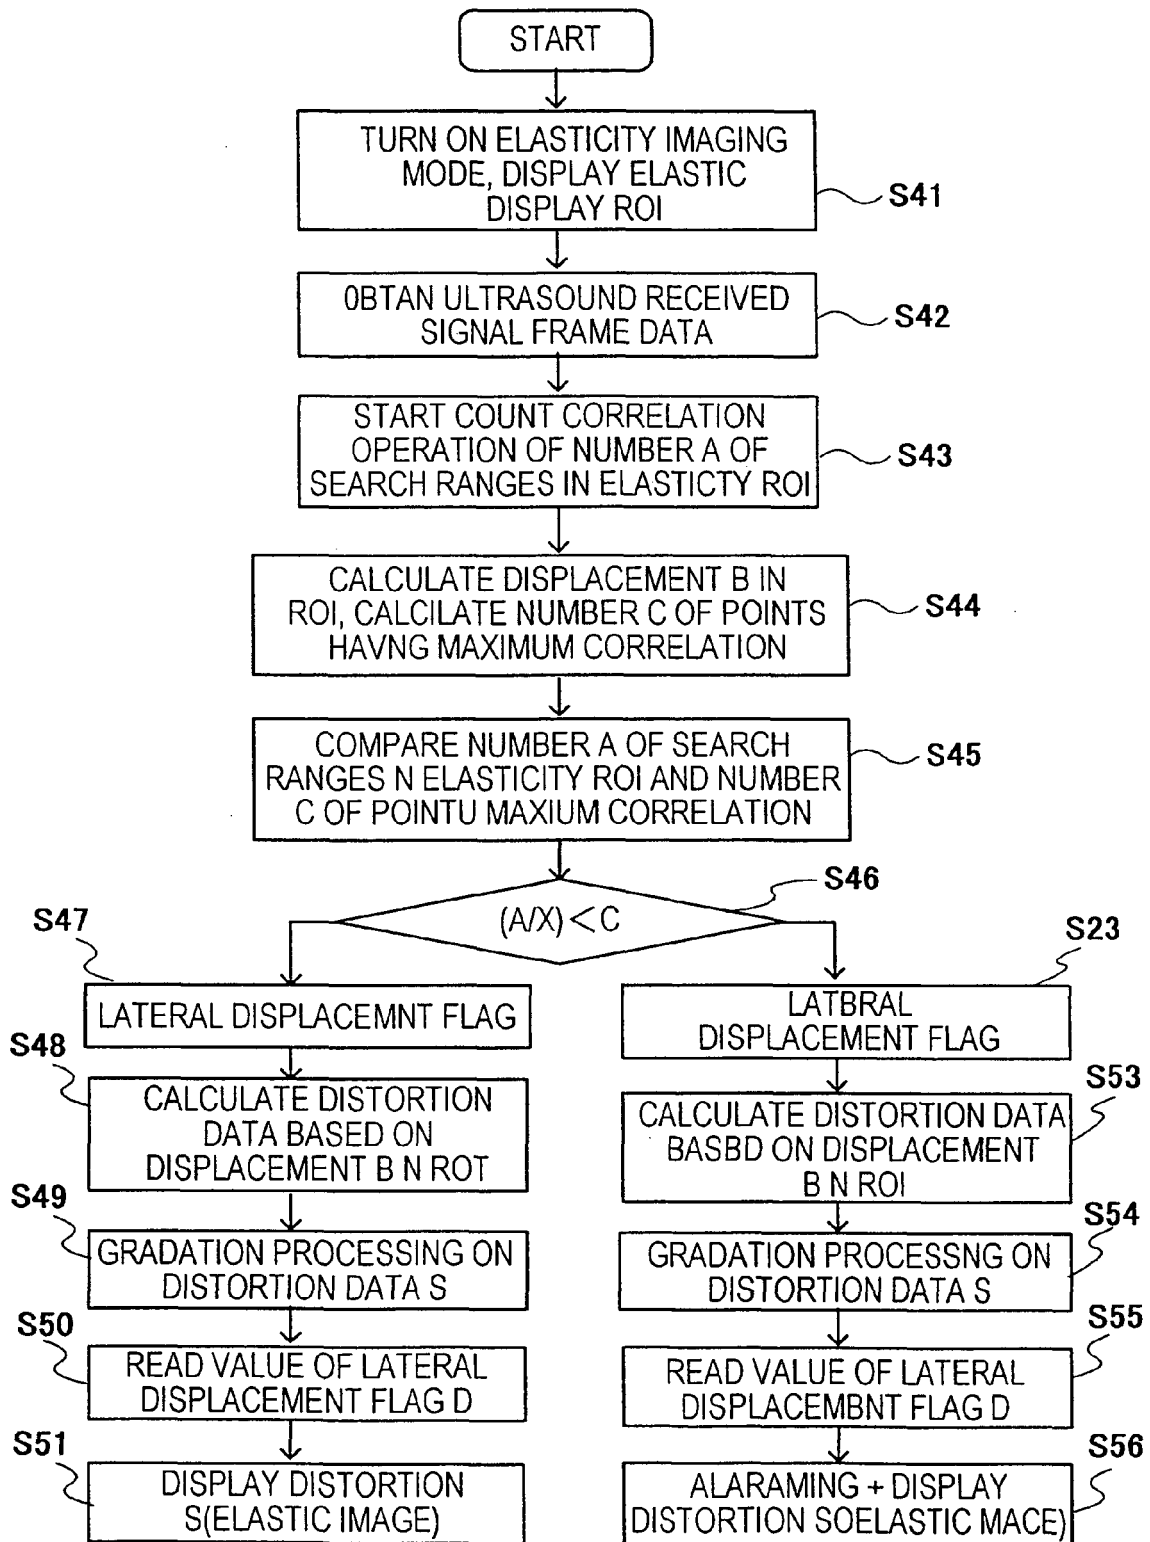 START
TURN ON ELASTICITY IMAGING
MODE, DISPLAY ELASTIC
DISPLAY ROI
S41
0BTAN ULTRASOUND RECEIVED
SIGNAL FRAME DATA
S42
START COUNT CORRELATION
OPERATION OF NUMBER A OF
SEARCH RANGES IN ELASTICTY ROI
S43
CALCULATE DISPLACEMENT B IN
ROI, CALCILATE NUMBER C OF POINTS
HAVNG MAXIMUM CORRELATION
S44
COMPARE NUMBER A OF SEARCH
RANGES N ELASTICITY ROI AND NUMBER
C OF POINTU MAXIUM CORRELATION
S45
(A/X)<C
S46
S47
LATERAL DISPLACEMNT FLAG
S48
CALCULATE DISTORTION
DATA BASED ON
DISPLACEMENT B N ROT
S49
GRADATION PROCESSING ON
DISTORTION DATA S
S50
READ VALUE OF LATERAL
DISPLACEMENT FLAG D
S51
DISPLAY DISTORTION
S(ELASTIC IMAGE)
S23
LATBRAL
DISPLACEMENT FLAG
S53
CALCULATE DISTORTION DATA
BASBD ON DISPLACEMENT
B N ROI
S54
GRADATION PROCESSNG ON
DISTORTION DATA S
S55
READ VALUE OF LATERAL
DISPLACEMBNT FLAG D
S56
ALARAMING + DISPLAY
DISTORTION SOELASTIC MACE)